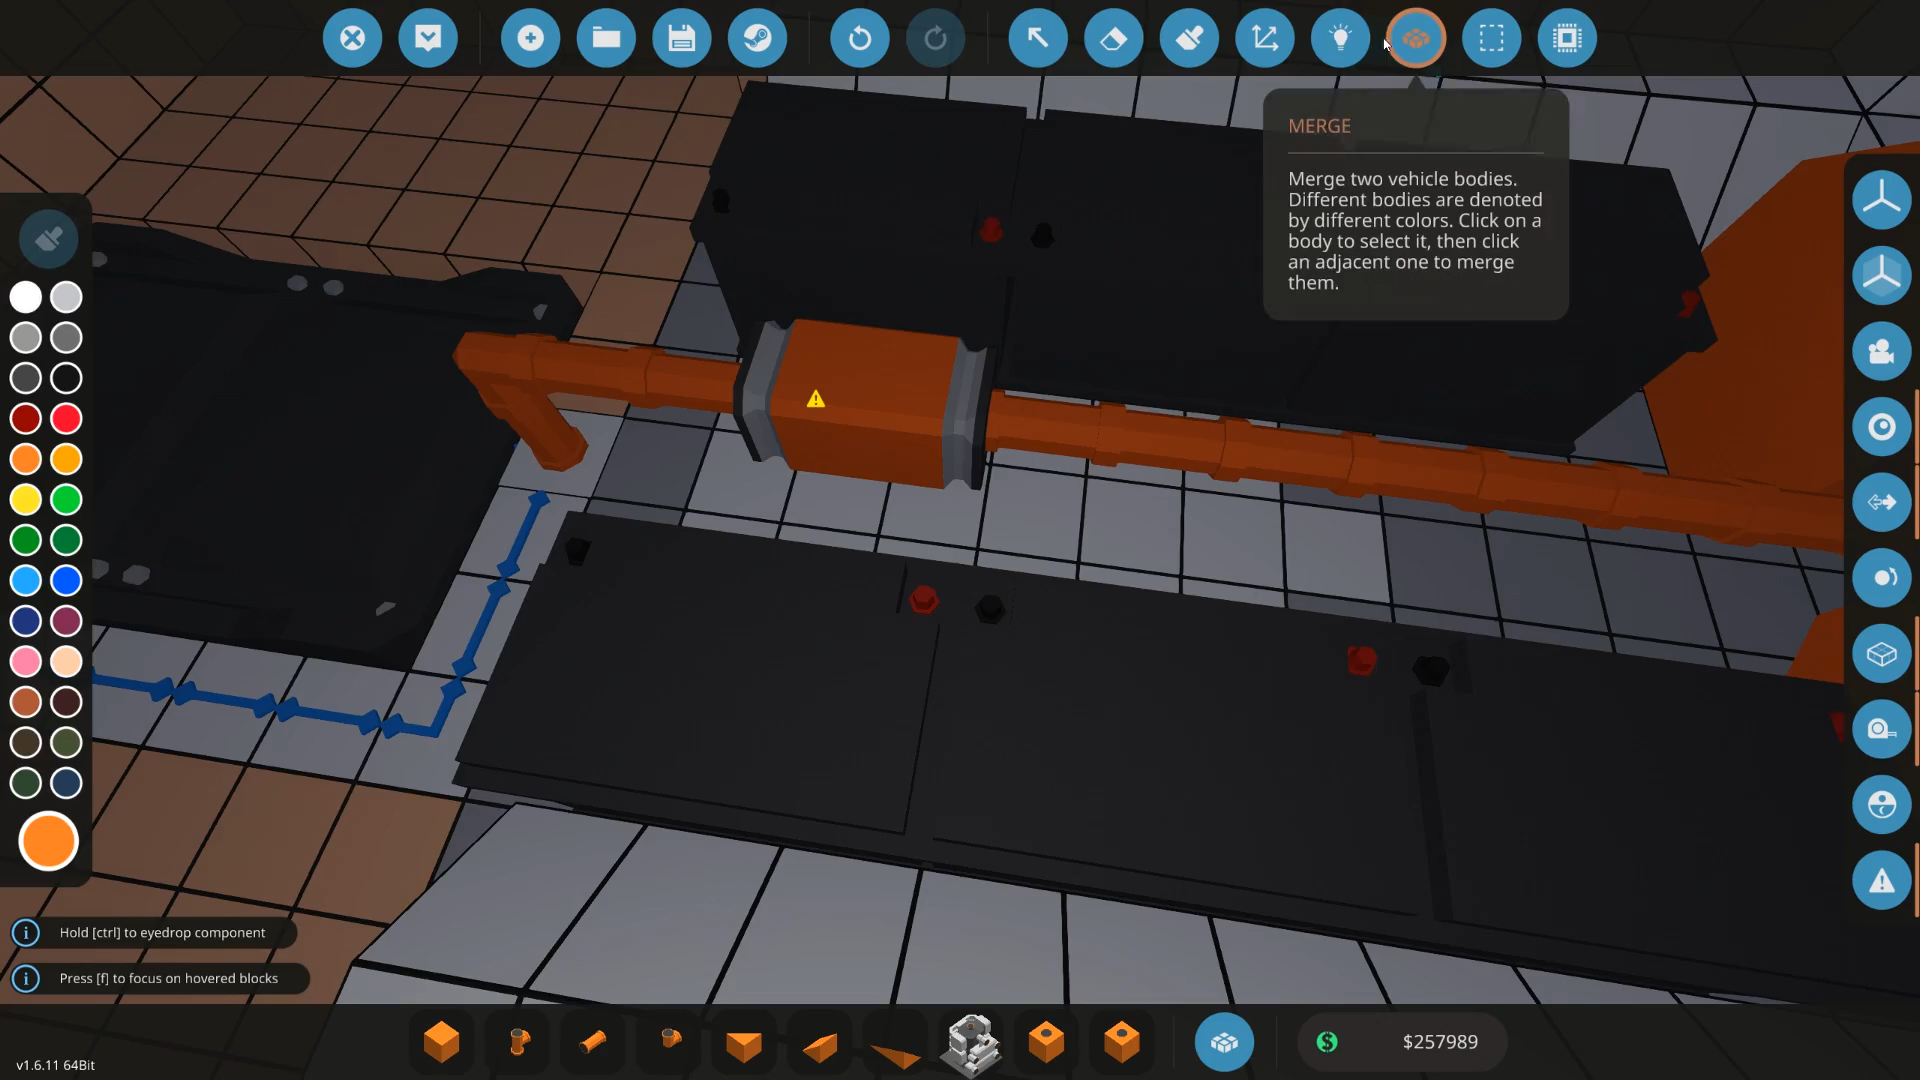 MERGE
Merge two vehicle bodies.
Different bodies are denoted
by different colors. Click on a
body to select it, then click
an adjacent one to merge
them.
Hold [ctrl] to eyedrop component
Press [f] to focus on hovered blocks
v1.6.11 64Bit
$257989